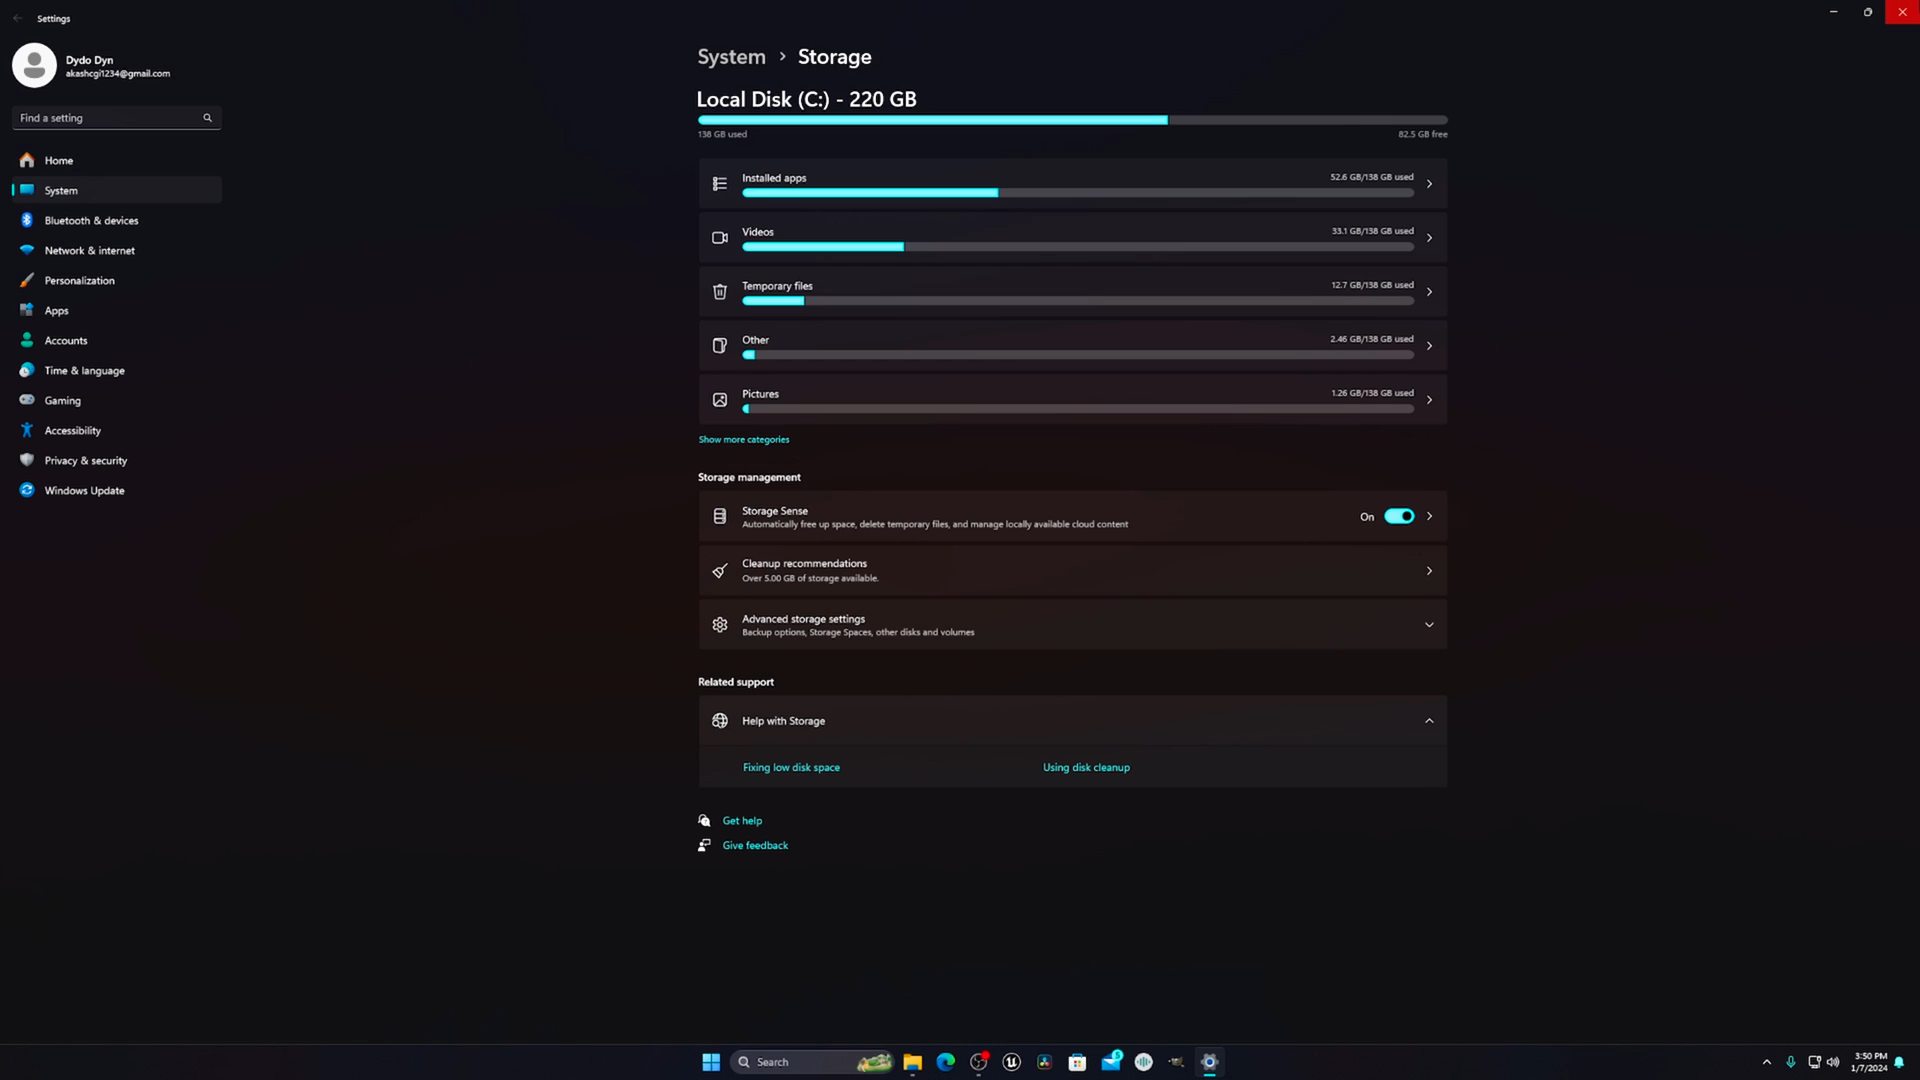 Settings
Dydo Dyn
akashcgi1234@gmail.com
Find a setting
Home
System
Bluetooth & devices
Network & internet
Personalization
Apps
Accounts
Time & language
Gaming
Accessibility
Privacy & security
Windows Update
System > Storage
Local Disk (C:) - 220 GB
138 GB used 82.5 GB free
Installed apps 52.6 GB/138 GB used
Videos 33.1 GB/138 GB used
Temporary files 12.7 GB/138 GB used
Other 2.46 GB/138 GB used
Pictures 1.26 GB/138 GB used
Show more categories
Storage management
Storage Sense
Automatically free up space, delete temporary files, and manage locally available cloud content
On
Cleanup recommendations
Over 5.00 GB of storage available.
Advanced storage settings
Backup options, Storage Spaces, other disks and volumes
Related support
Help with Storage
Fixing low disk space Using disk cleanup
Get help
Give feedback
Search
3:50 PM
1/7/2024